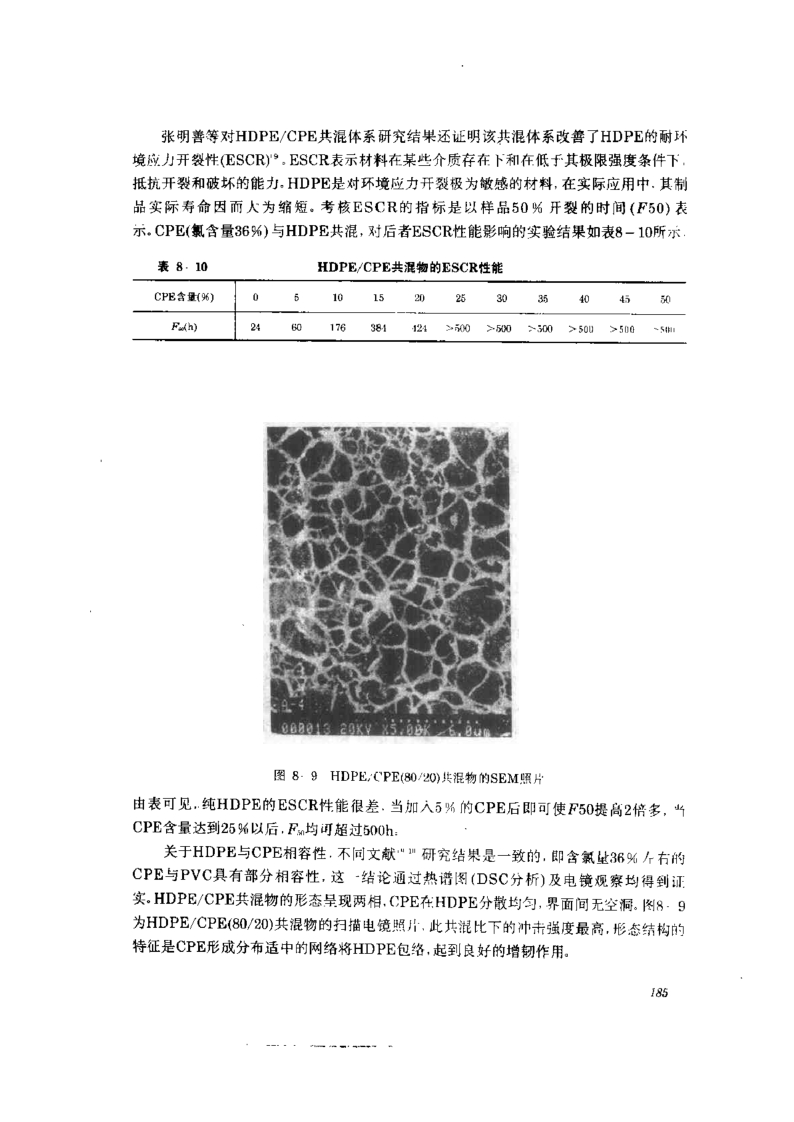 张明善等对HDPE/CPE共混体系研究结果还证明该共混体系改善了HDPE的耐环
境应力开裂性(ESCR)。ESCR表示材料在某些介质存在下和在低于其极限强度条件下,
抵抗开裂和破坏的能力。HDPE是对环境应力开裂极为敏感的材料,在实际应用中,其制
品实际寿命因而大为缩短。考核ESCR的指标是以样品50%开裂的时间(F50)表
示。CPE(氯含量36%)与HDPE共混,对后者ESCR性能影响的实验结果如表8-10所示.
表 8-10 HDPE/CPE共混物的ESCR性能
CPE含量(%) 0 5 10 15 20 25 30 35 40 45 50
F50(h) 24 60 176 384 424 >500 >500 >500 >500 >500 >500
A-4
000013 20KV X5.00K 6.0um
图 8-9 HDPE/CPE(80/20)共混物的SEM照片
由表可见,纯HDPE的ESCR性能很差,当加入5%的CPE后即可使F50提高2倍多,当
CPE含量达到25%以后,F50均可超过500h。
关于HDPE与CPE相容性,不同文献 研究结果是一致的,即含氯量36%左右的
CPE与PVC具有部分相容性,这一结论通过热谱图(DSC分析)及电镜观察均得到证
实。HDPE/CPE共混物的形态呈现两相,CPE在HDPE分散均匀,界面间无空洞。图8-9
为HDPE/CPE(80/20)共混物的扫描电镜照片,此共混比下的冲击强度最高,形态结构的
特征是CPE形成分布适中的网络将HDPE包络,起到良好的增韧作用。
185